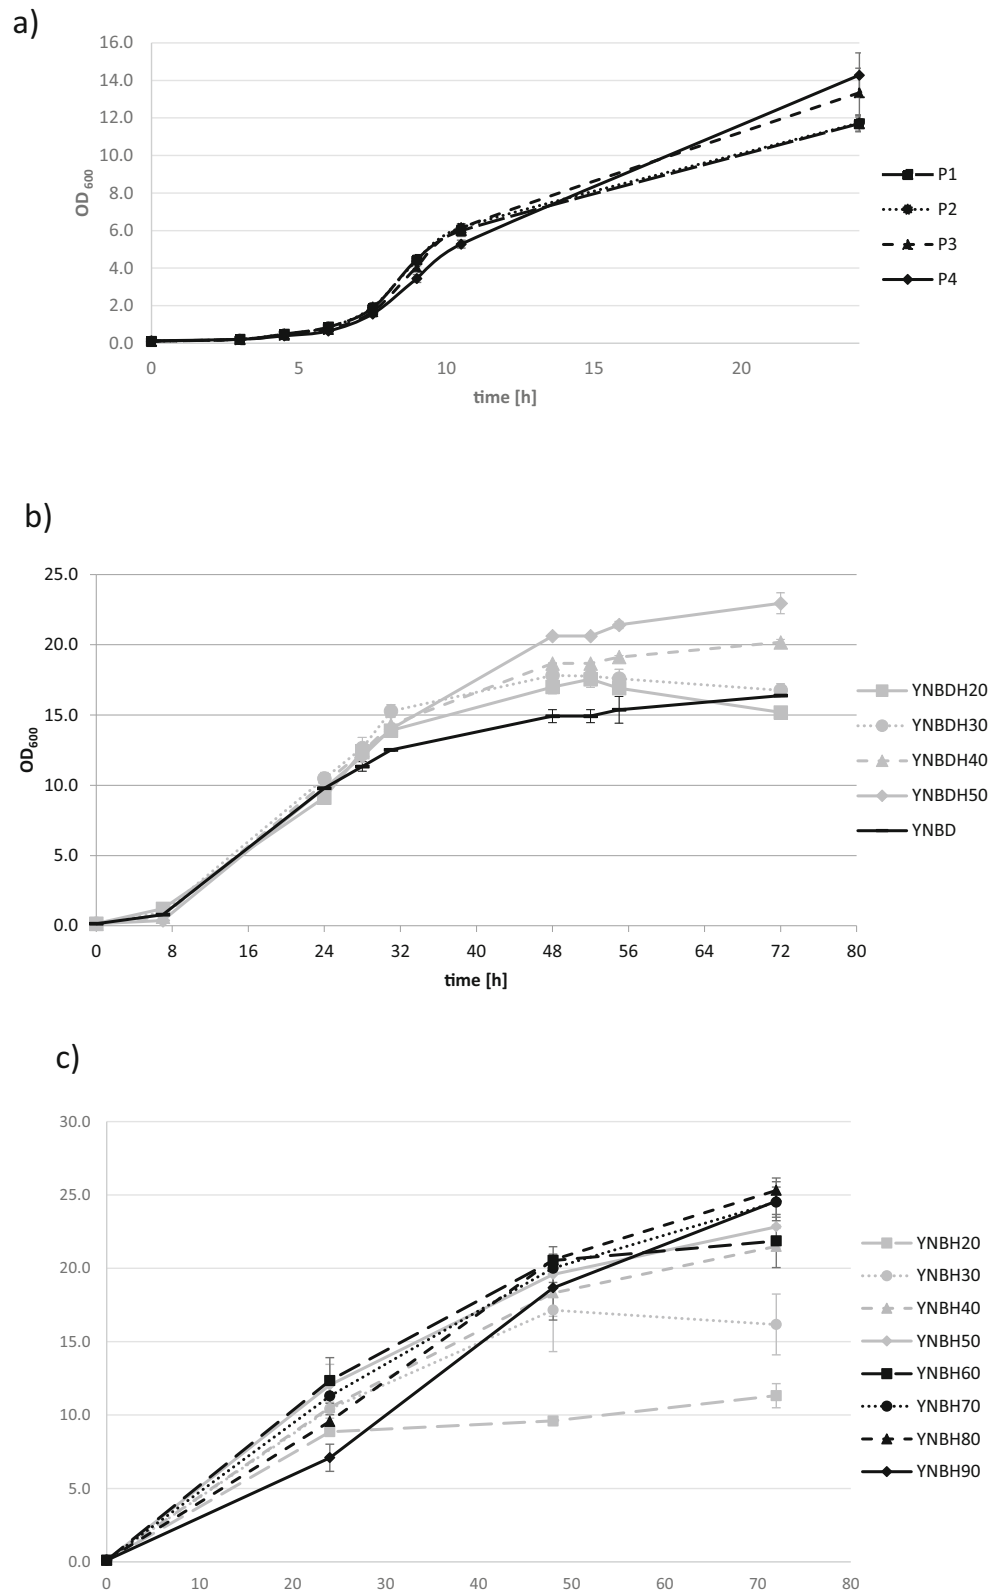 a)
16.0
14.0
12.0
10.0
8.0
6.0
4.0
2.0
0.0
OD600
0 5 10 15 20
time [h]
P1
P2
P3
P4
b)
25.0
20.0
15.0
10.0
5.0
0.0
OD600
0 8 16 24 32 40 48 56 64 72 80
time [h]
YNBDH20
YNBDH30
YNBDH40
YNBDH50
YNBD
c)
30.0
25.0
20.0
15.0
10.0
5.0
0.0
0 10 20 30 40 50 60 70 80
YNBH20
YNBH30
YNBH40
YNBH50
YNBH60
YNBH70
YNBH80
YNBH90